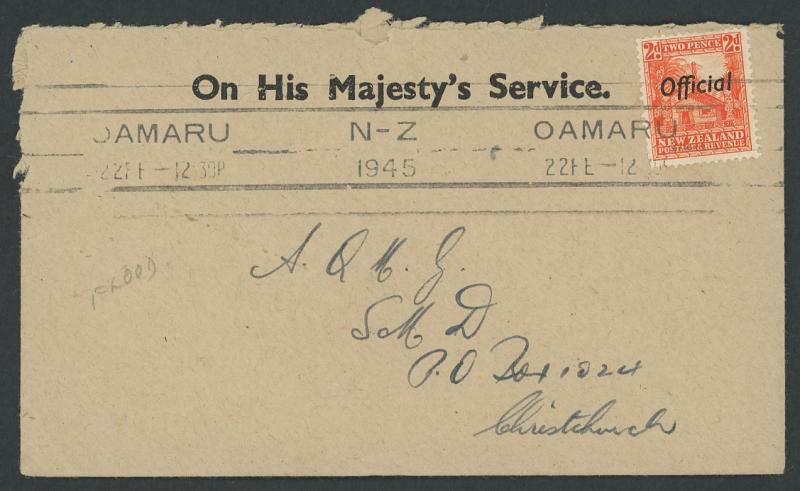 2d TWO PENCE 2d
Official
NEW ZEALAND
POSTAGE & REVENUE
On His Majesty's Service.
OAMARU N-Z OAMARU
22FE-12 30P 1945 22FE-12
A. Q M. G.
S M D
P.O Box 1024
Christchurch